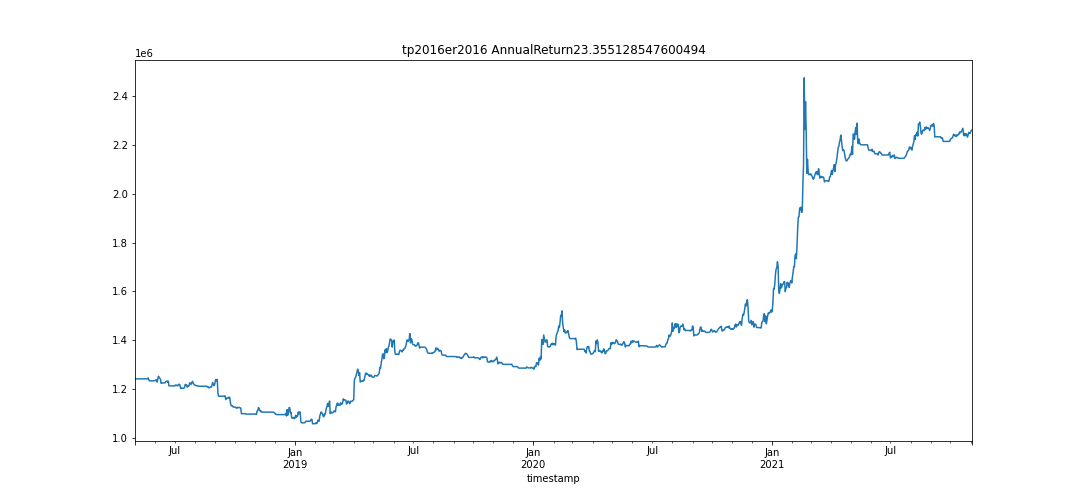 tp2016er2016 AnnualReturn23.355128547600494
1e6
2.4
2.2
2.0
1.8
1.6
1.4
1.2
1.0
Jul
Jan
2019
Jul
Jan
2020
Jul
Jan
2021
Jul
timestamp